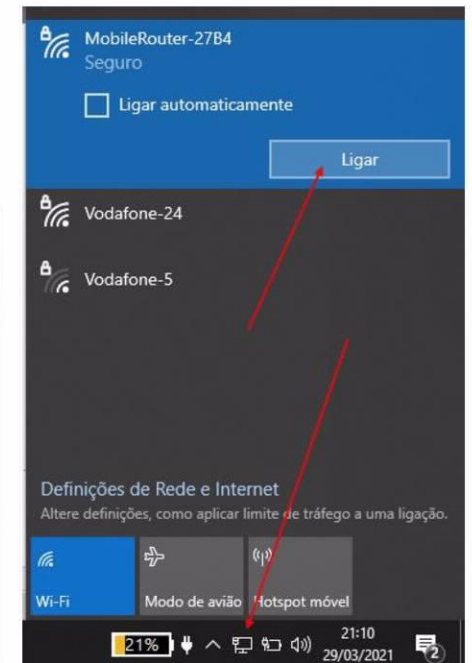 MobileRouter-27B4
Seguro
Ligar automaticamente
Ligar
Vodafone-24
Vodafone-5
Definições de Rede e Internet
Altere definições, como aplicar limite de tráfego a uma ligação.
Wi-Fi
Modo de avião
Hotspot móvel
21%
21:10
29/03/2021
2